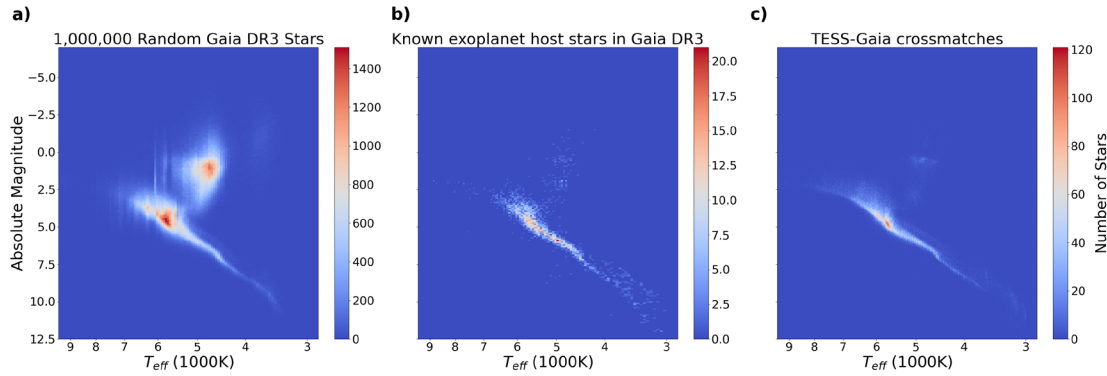 a)
1,000,000 Random Gaia DR3 Stars
−5.0
−2.5
0.0
2.5
5.0
7.5
10.0
12.5
Absolute Magnitude
9 8 7 6 5 4 3
T_eff (1000K)
1400
1200
1000
800
600
400
200
0
b)
Known exoplanet host stars in Gaia DR3
9 8 7 6 5 4 3
T_eff (1000K)
20.0
17.5
15.0
12.5
10.0
7.5
5.0
2.5
0.0
c)
TESS-Gaia crossmatches
9 8 7 6 5 4 3
T_eff (1000K)
120
100
80
60
40
20
0
Number of Stars